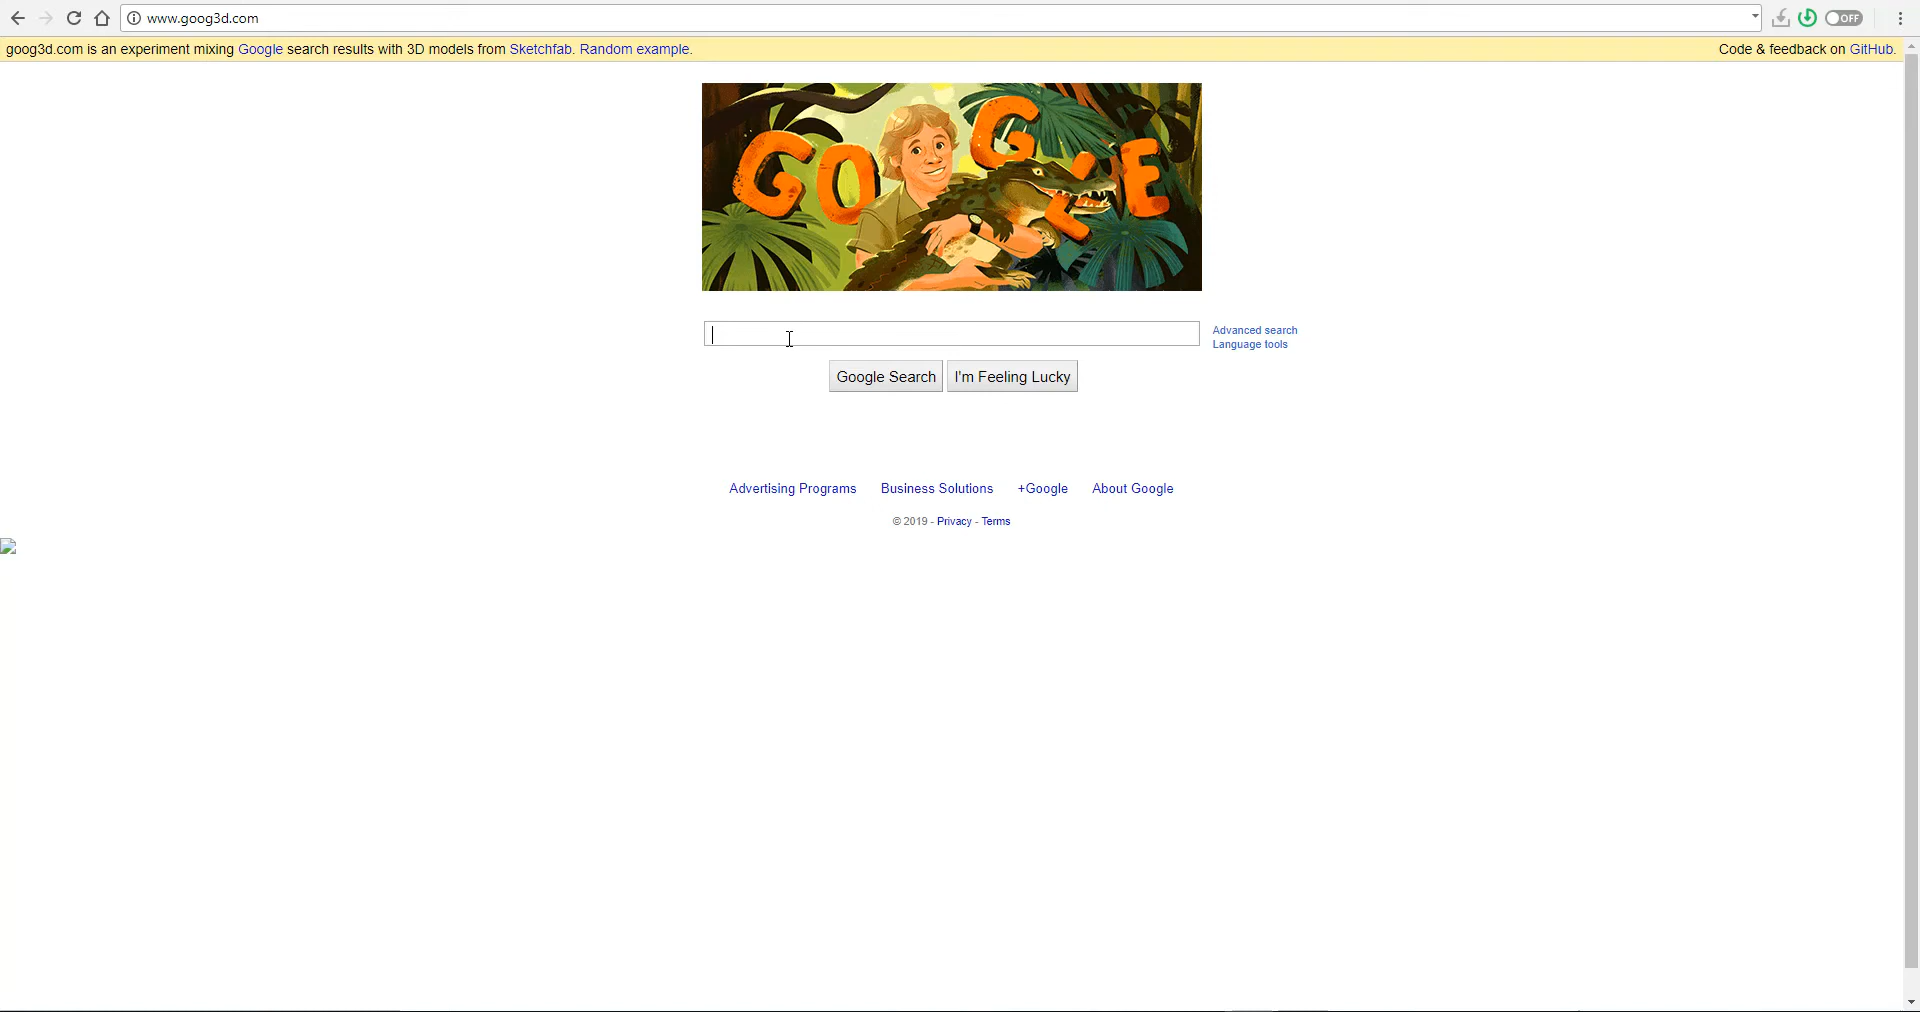 www.goog3d.com
OFF
goog3d.com is an experiment mixing Google search results with 3D models from Sketchfab. Random example.
Code & feedback on GitHub.
GOOGLE
Advanced search
Language tools
Google Search
I'm Feeling Lucky
Advertising Programs
Business Solutions
+Google
About Google
© 2019 - Privacy - Terms